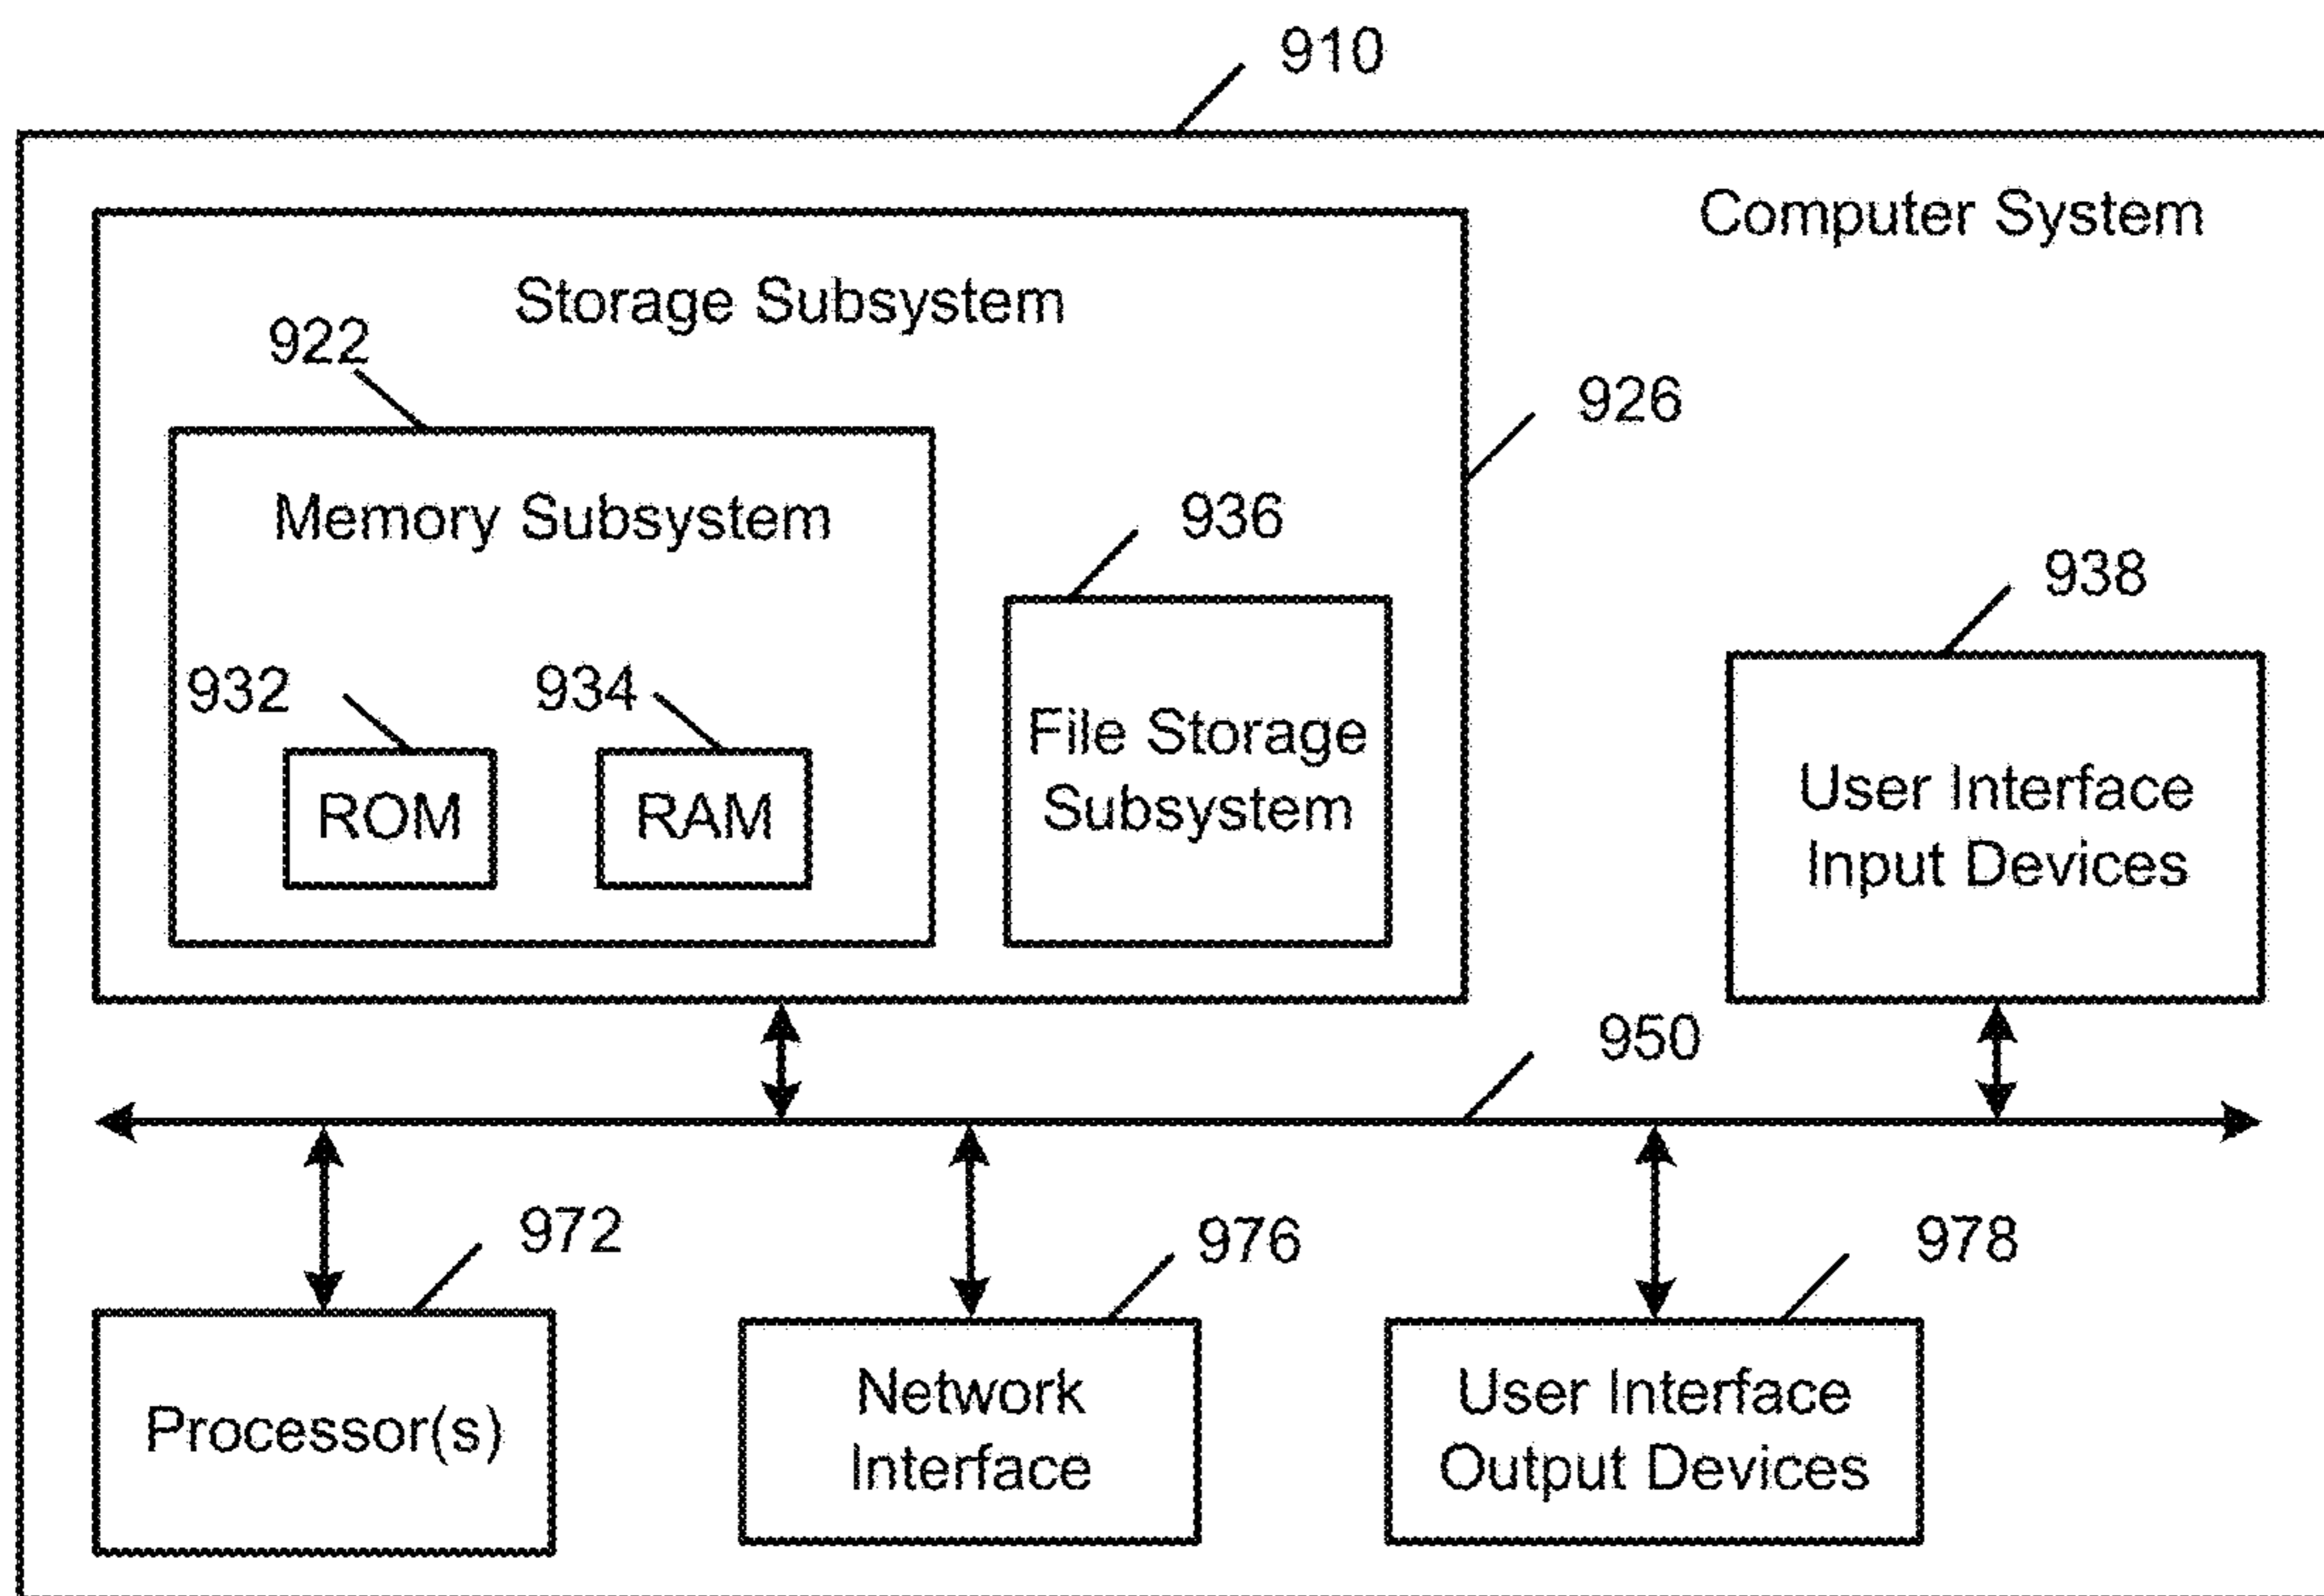 910
Computer System
Storage Subsystem
922
926
Memory Subsystem
936
938
932
934
File Storage
Subsystem
ROM
RAM
User Interface
Input Devices
950
972
976
978
Processor(s)
Network
Interface
User Interface
Output Devices